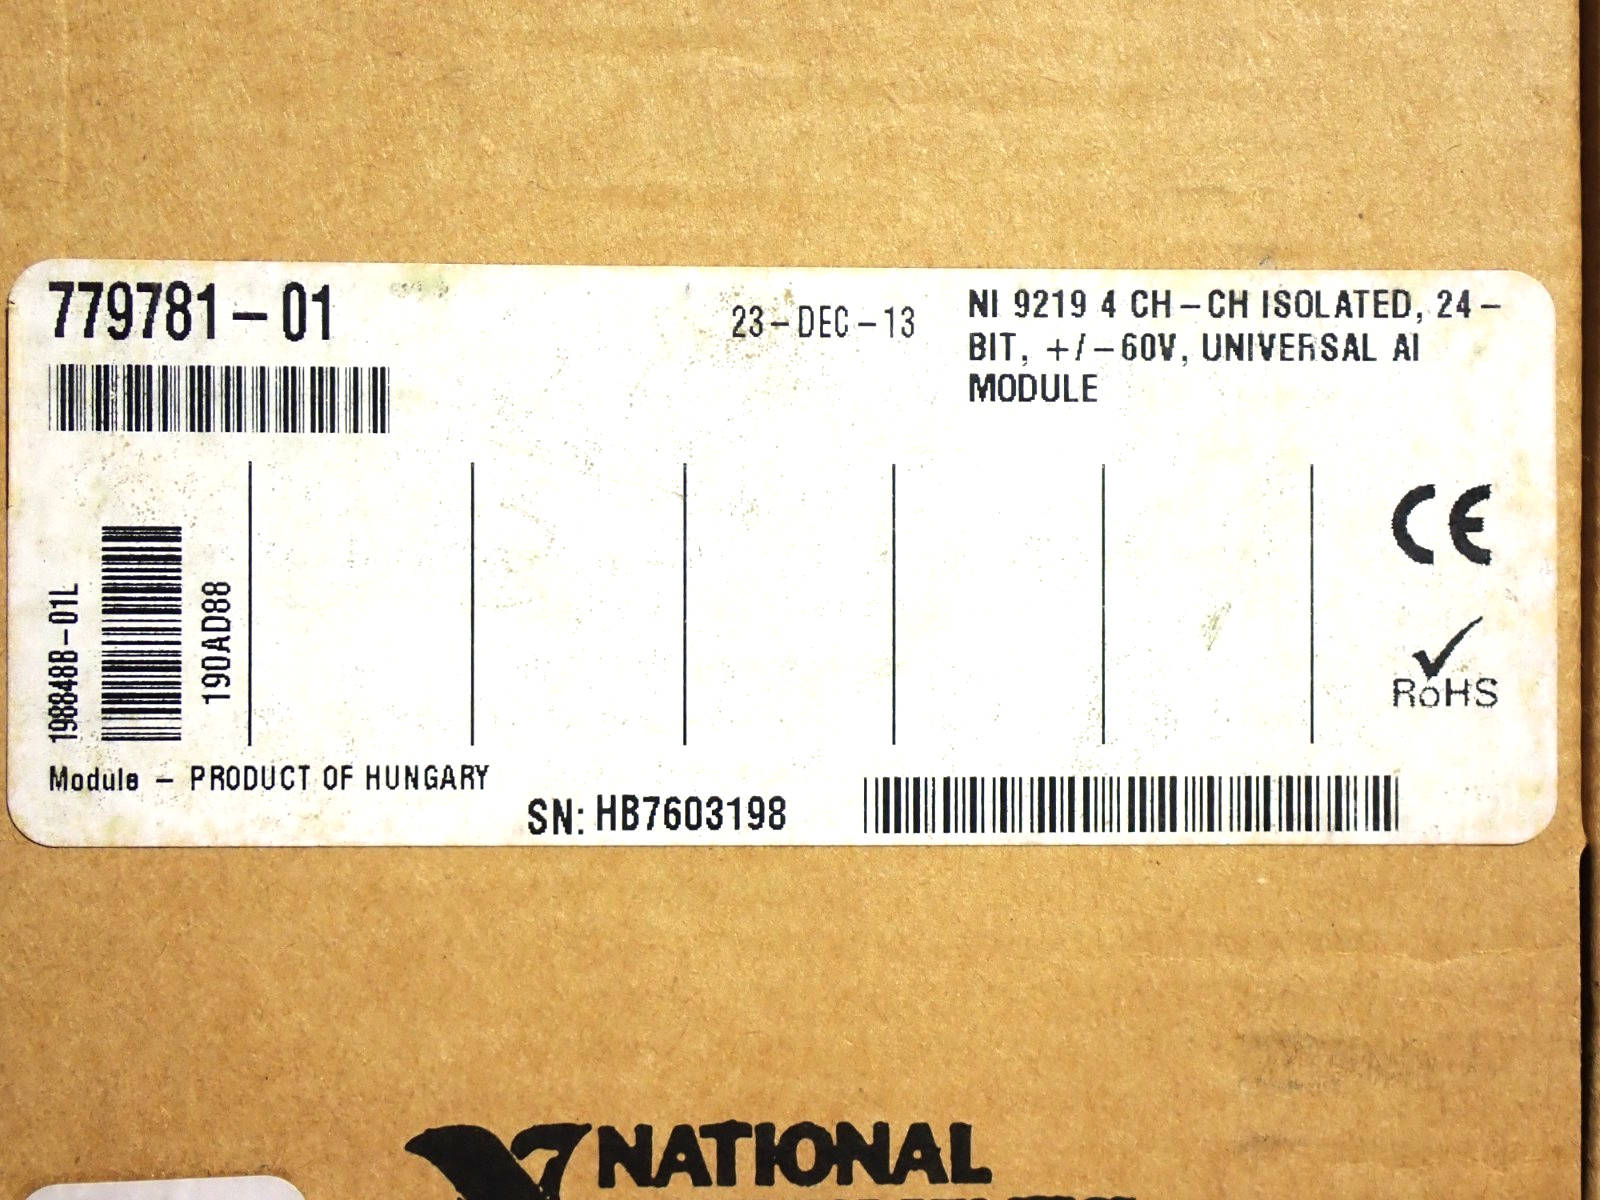 779781-01
23-DEC-13
NI 9219 4 CH-CH ISOLATED, 24-
BIT, +/-60V, UNIVERSAL AI
MODULE
198848B-01L
190AD88
CE
RoHS
Module - PRODUCT OF HUNGARY
SN: HB7603198
NATIONAL